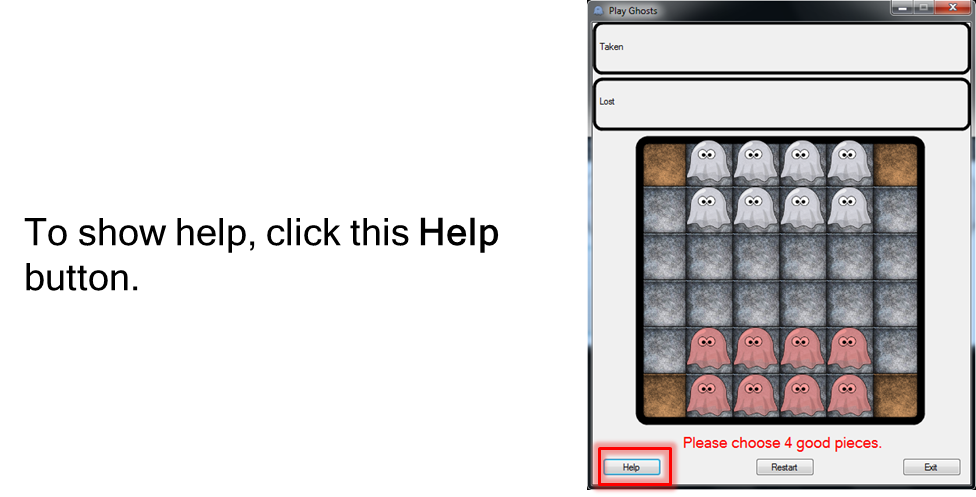 To show help, click this Help
button.
Play Ghosts
Taken
Lost
Please choose 4 good pieces.
Help
Restart
Exit